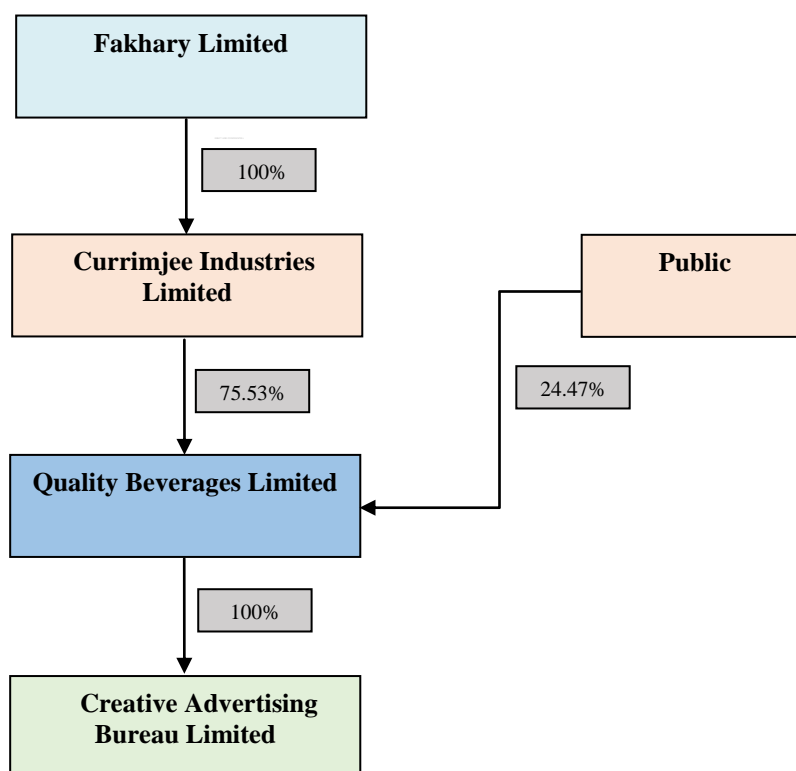 Fakhary Limited
100%
Currimjee Industries
Limited
Public
75.53%
24.47%
Quality Beverages Limited
100%
Creative Advertising
Bureau Limited